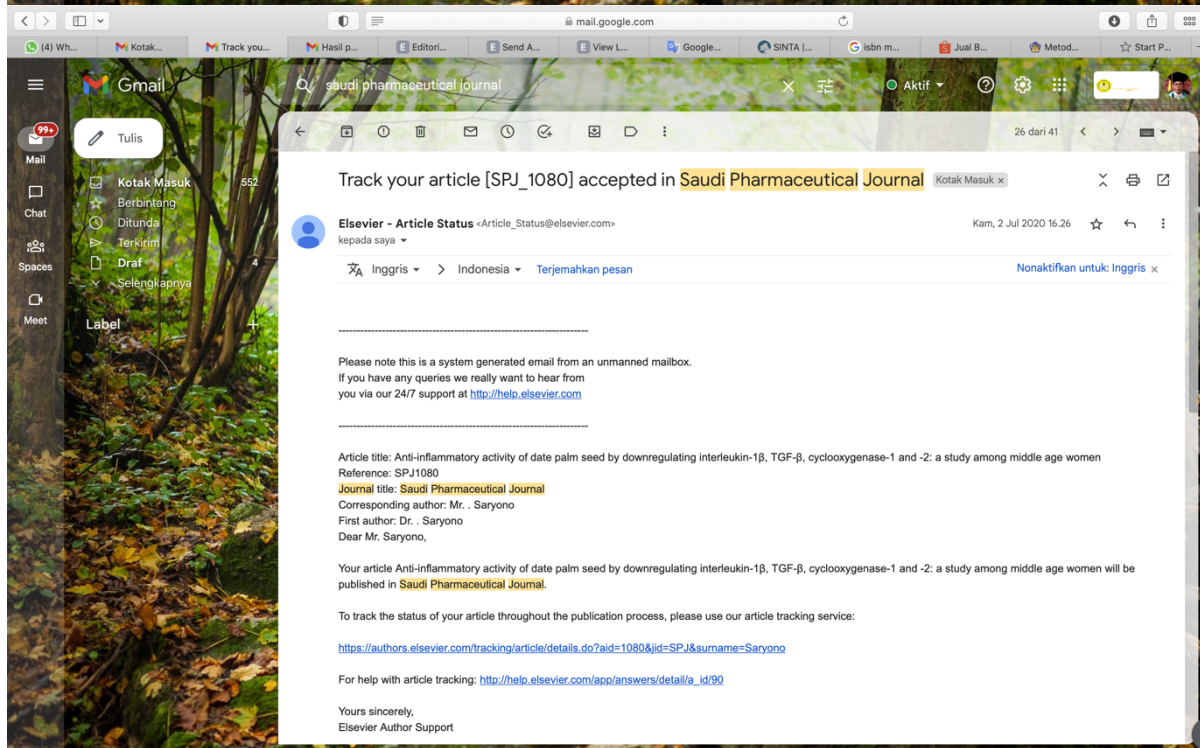 mail.google.com
(4) Wh...
Kotak...
Track you...
Hasil p...
Editori...
Send A...
View L...
Google...
SINTA |...
isbn m...
Jual B...
Metod...
Start P...
Gmail
saudi pharmaceutical journal
Aktif
99+
Mail
Chat
Spaces
Meet
Tulis
Kotak Masuk 552
Berbintang
Ditunda
Terkirim
Draf 4
Selengkapnya
Label
26 dari 41
Track your article [SPJ_1080] accepted in Saudi Pharmaceutical Journal Kotak Masuk ×
Elsevier - Article Status <Article_Status@elsevier.com> Kam, 2 Jul 2020 16.26
kepada saya
Inggris > Indonesia Terjemahkan pesan Nonaktifkan untuk: Inggris ×
----------------------------------------------------------------------
Please note this is a system generated email from an unmanned mailbox.
If you have any queries we really want to hear from
you via our 24/7 support at http://help.elsevier.com
----------------------------------------------------------------------
Article title: Anti-inflammatory activity of date palm seed by downregulating interleukin-1β, TGF-β, cyclooxygenase-1 and -2: a study among middle age women
Reference: SPJ1080
Journal title: Saudi Pharmaceutical Journal
Corresponding author: Mr. . Saryono
First author: Dr. . Saryono
Dear Mr. Saryono,
Your article Anti-inflammatory activity of date palm seed by downregulating interleukin-1β, TGF-β, cyclooxygenase-1 and -2: a study among middle age women will be
published in Saudi Pharmaceutical Journal.
To track the status of your article throughout the publication process, please use our article tracking service:
https://authors.elsevier.com/tracking/article/details.do?aid=1080&jid=SPJ&surname=Saryono
For help with article tracking: http://help.elsevier.com/app/answers/detail/a_id/90
Yours sincerely,
Elsevier Author Support